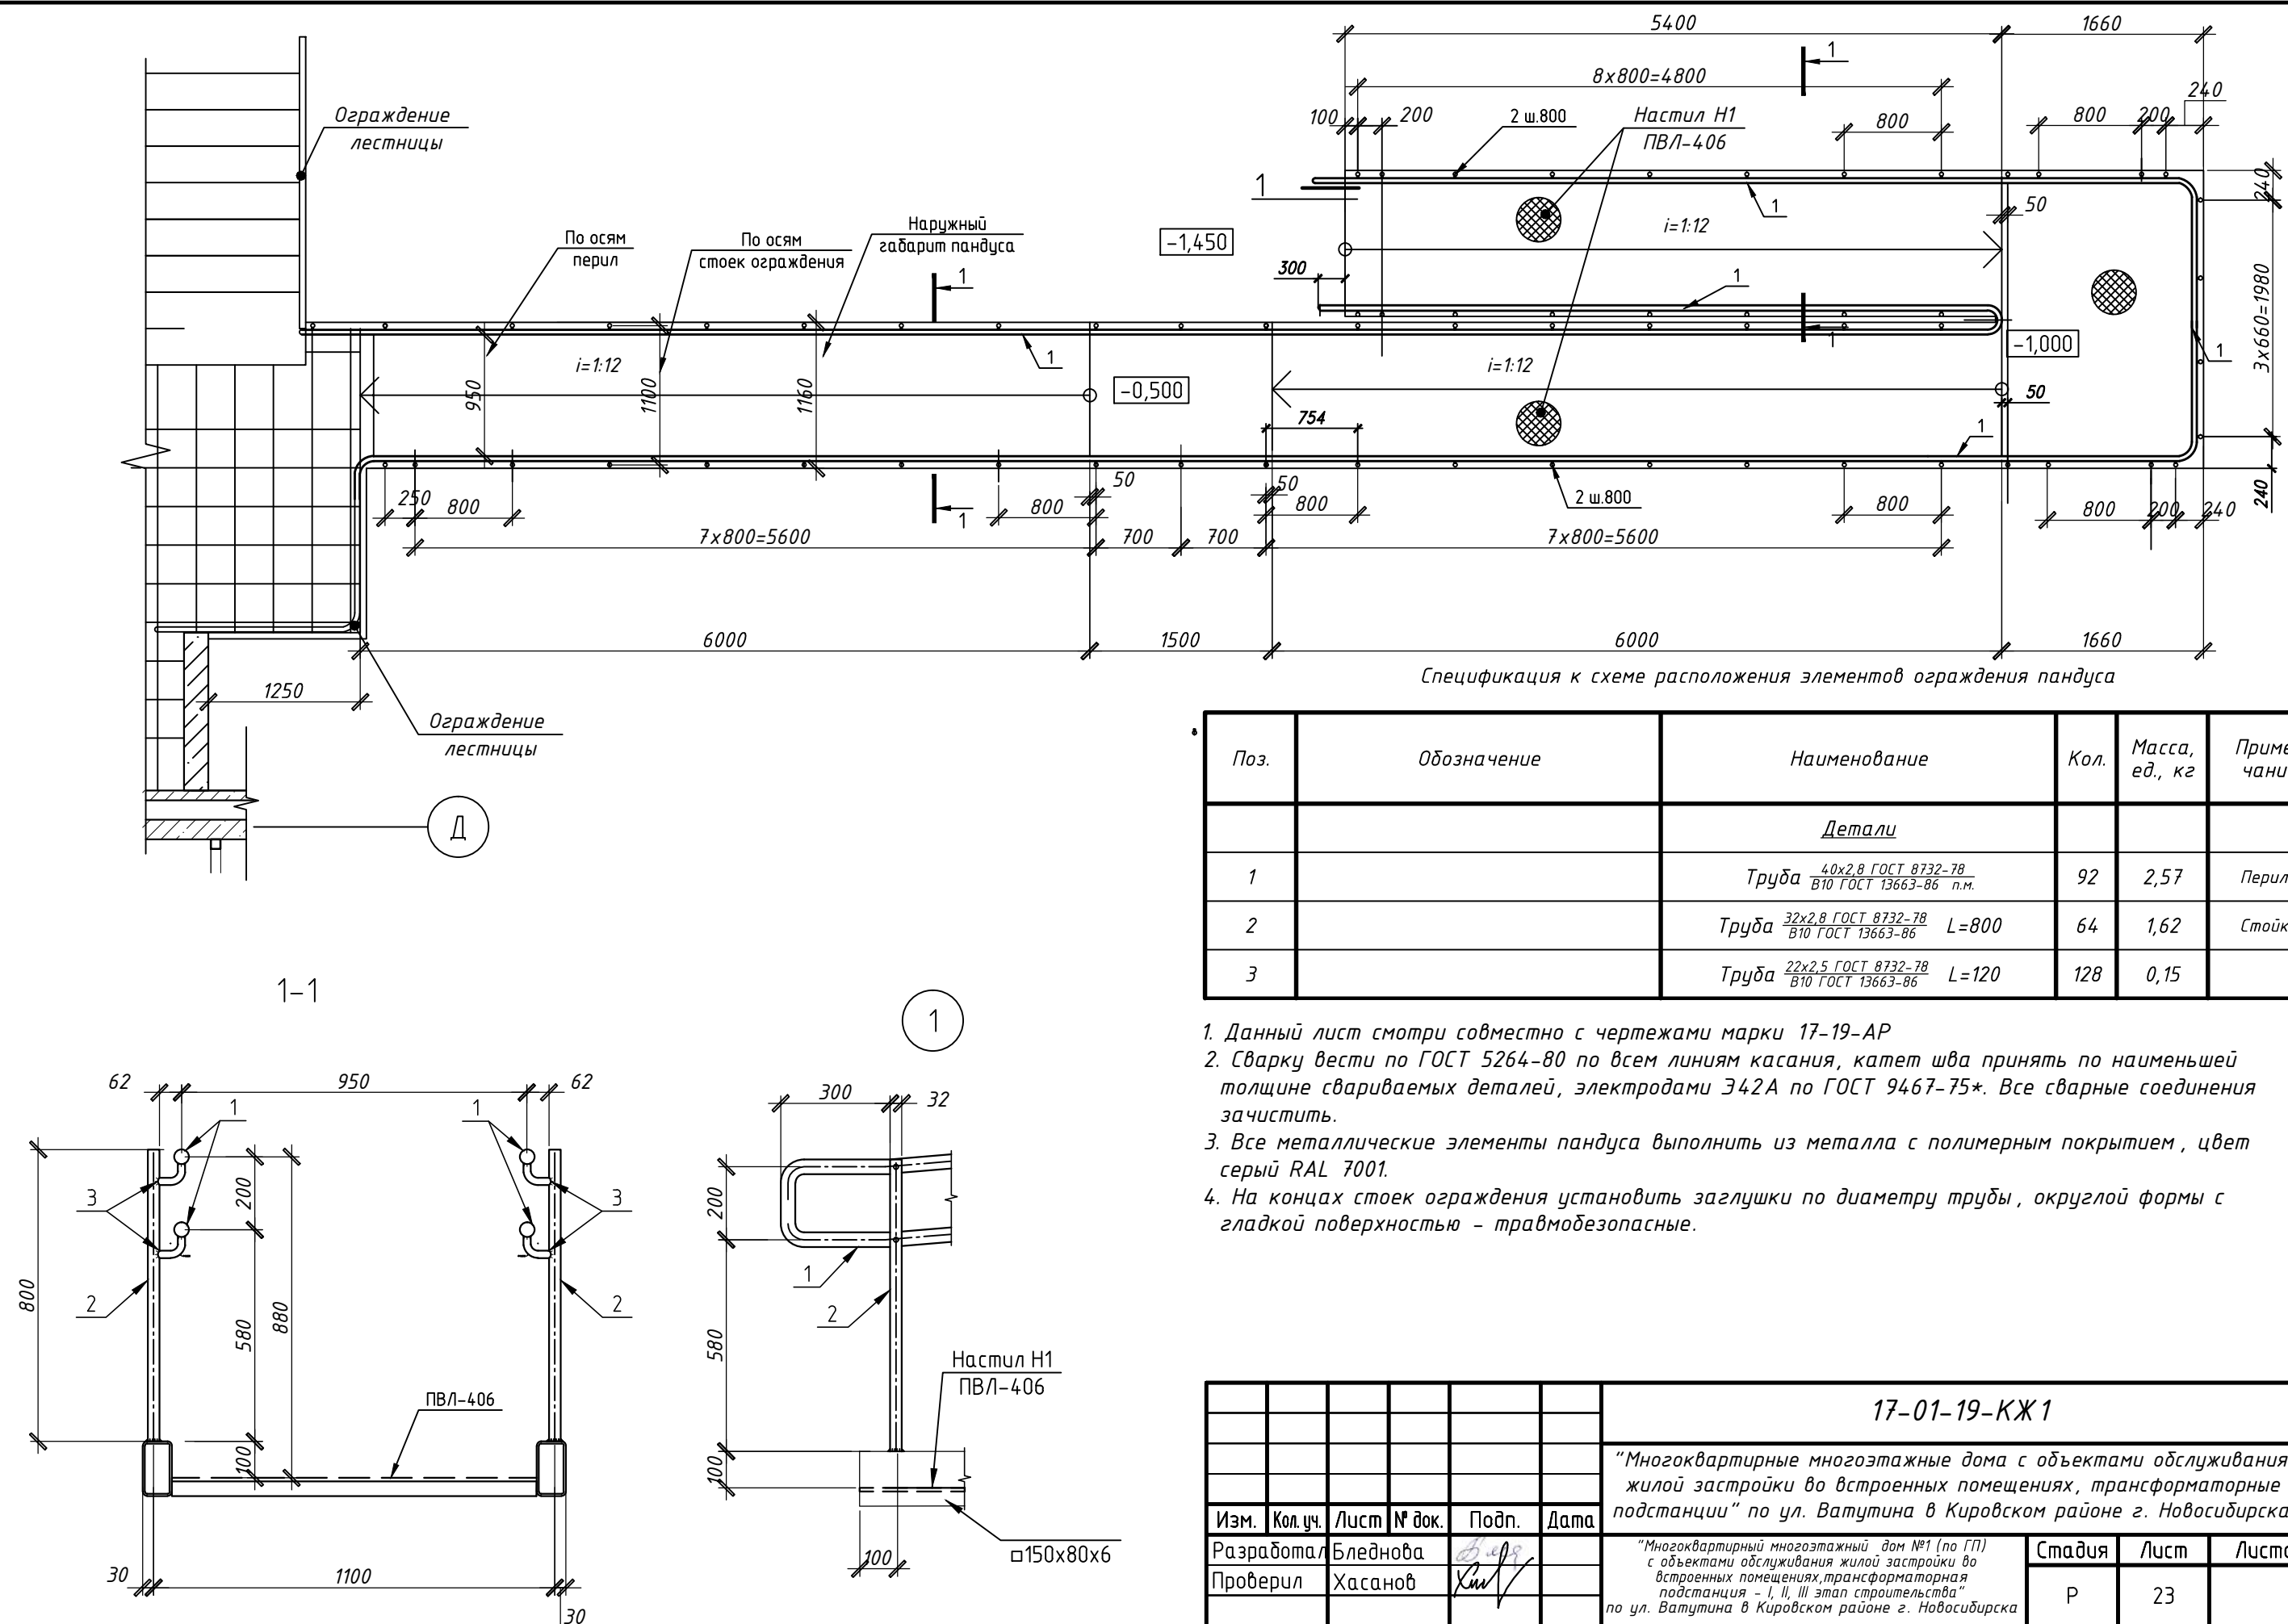 5400
1660
8х800=4800
1
240
100
200
2 ш.800
Настил Н1
ПВЛ-406
800
800
200
Ограждение
лестницы
1
1
240
50
i=1:12
По осям
перил
По осям
стоек ограждения
Наружный
габарит пандуса
-1,450
300
1
1
3х660=1980
1
-1,000
1
i=1:12
1
-0,500
i=1:12
950
1100
1160
754
50
1
250
800
1
800
50
50
800
2 ш.800
800
800
200
240
240
7х800=5600
700
700
7х800=5600
6000
1500
6000
1660
1250
Ограждение
лестницы
Д
Спецификация к схеме расположения элементов ограждения пандуса
Поз.
Обозначение
Наименование
Кол.
Масса,
ед., кг
Приме
чани
Детали
1
Труба 40х2,8 ГОСТ 8732-78
В10 ГОСТ 13663-86 п.м.
92
2,57
Перил
2
Труба 32х2,8 ГОСТ 8732-78
В10 ГОСТ 13663-86 L=800
64
1,62
Стойк
3
Труба 22х2,5 ГОСТ 8732-78
В10 ГОСТ 13663-86 L=120
128
0,15
1. Данный лист смотри совместно с чертежами марки 17-19-АР
2. Сварку вести по ГОСТ 5264-80 по всем линиям касания, катет шва принять по наименьшей
толщине свариваемых деталей, электродами Э42А по ГОСТ 9467-75*. Все сварные соединения
зачистить.
3. Все металлические элементы пандуса выполнить из металла с полимерным покрытием, цвет
серый RAL 7001.
4. На концах стоек ограждения установить заглушки по диаметру трубы, округлой формы с
гладкой поверхностью - травмобезопасные.
1-1
62
950
62
1
1
3
3
200
2
2
800
580
880
ПВЛ-406
100
30
1100
30
1
300
32
200
1
2
580
Настил Н1
ПВЛ-406
100
100
□150х80х6
17-01-19-КЖ1
"Многоквартирные многоэтажные дома с объектами обслуживания
жилой застройки во встроенных помещениях, трансформаторные
подстанции" по ул. Ватутина в Кировском районе г. Новосибирска
Изм.
Кол. уч.
Лист
№ док.
Подп.
Дата
Разработал
Бледнова
Проверил
Хасанов
"Многоквартирный многоэтажный дом №1 (по ГП)
с объектами обслуживания жилой застройки во
встроенных помещениях,трансформаторная
подстанция - I, II, III этап строительства"
по ул. Ватутина в Кировском районе г. Новосибирска
Стадия
Лист
Листо
Р
23